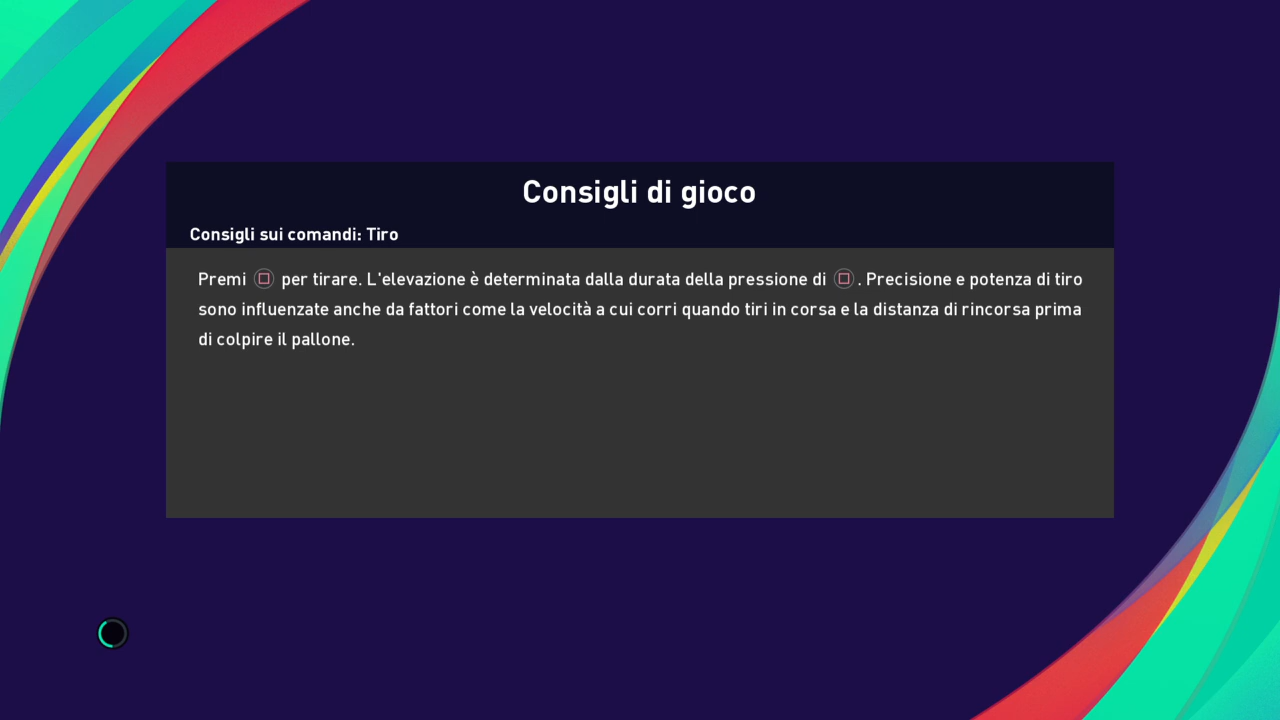 Consigli di gioco
Consigli sui comandi: Tiro
Premi □ per tirare. L'elevazione è determinata dalla durata della pressione di □. Precisione e potenza di tiro
sono influenzate anche da fattori come la velocità a cui corri quando tiri in corsa e la distanza di rincorsa prima
di colpire il pallone.